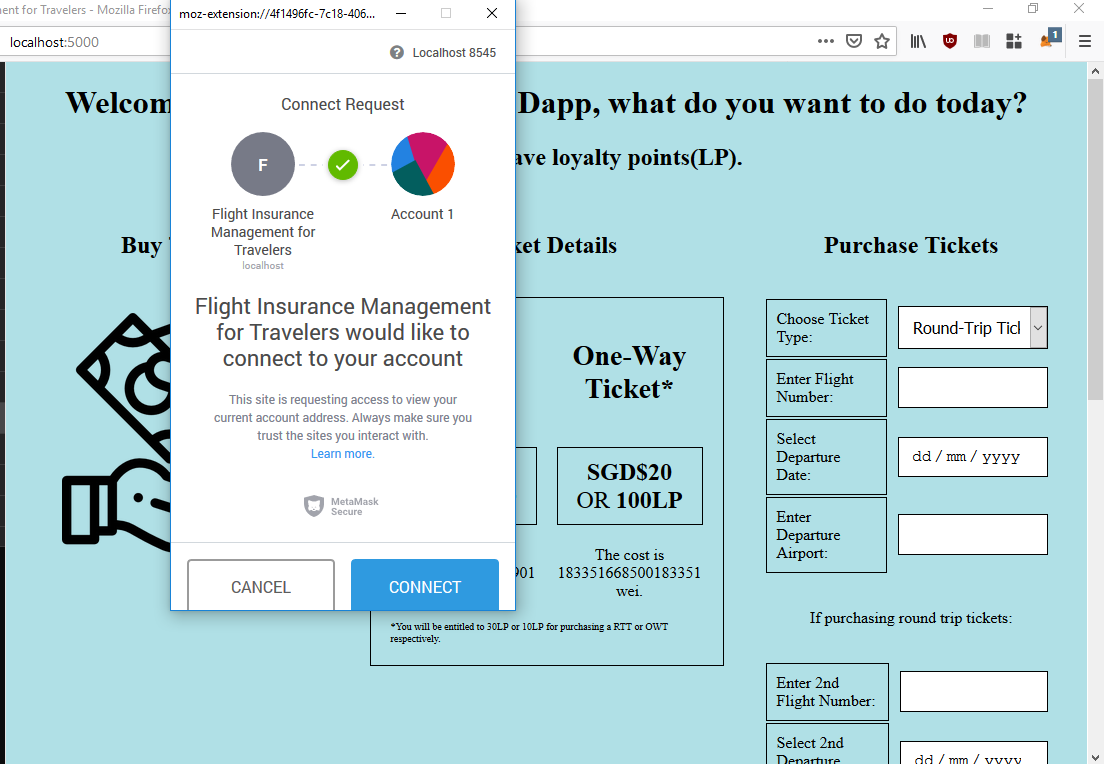 ent for Travelers - Mozilla Firefo
moz-extension://4f1496fc-7c18-406...
localhost:5000
1
Localhost 8545
Connect Request
F
Flight Insurance
Management for
Travelers
localhost
Account 1
Flight Insurance Management
for Travelers would like to
connect to your account
This site is requesting access to view your
current account address. Always make sure you
trust the sites you interact with.
Learn more.
MetaMask
Secure
CANCEL
CONNECT
Welcom
Dapp, what do you want to do today?
ave loyalty points(LP).
Buy
ket Details
One-Way
Ticket*
SGD$20
OR 100LP
901
The cost is
183351668500183351
wei.
*You will be entitled to 30LP or 10LP for purchasing a RTT or OWT
respectively.
Purchase Tickets
Choose Ticket
Type:
Round-Trip Ticl
Enter Flight
Number:
Select
Departure
Date:
dd / mm / yyyy
Enter
Departure
Airport:
If purchasing round trip tickets:
Enter 2nd
Flight Number:
Select 2nd
Departure
dd / mm / yyyy